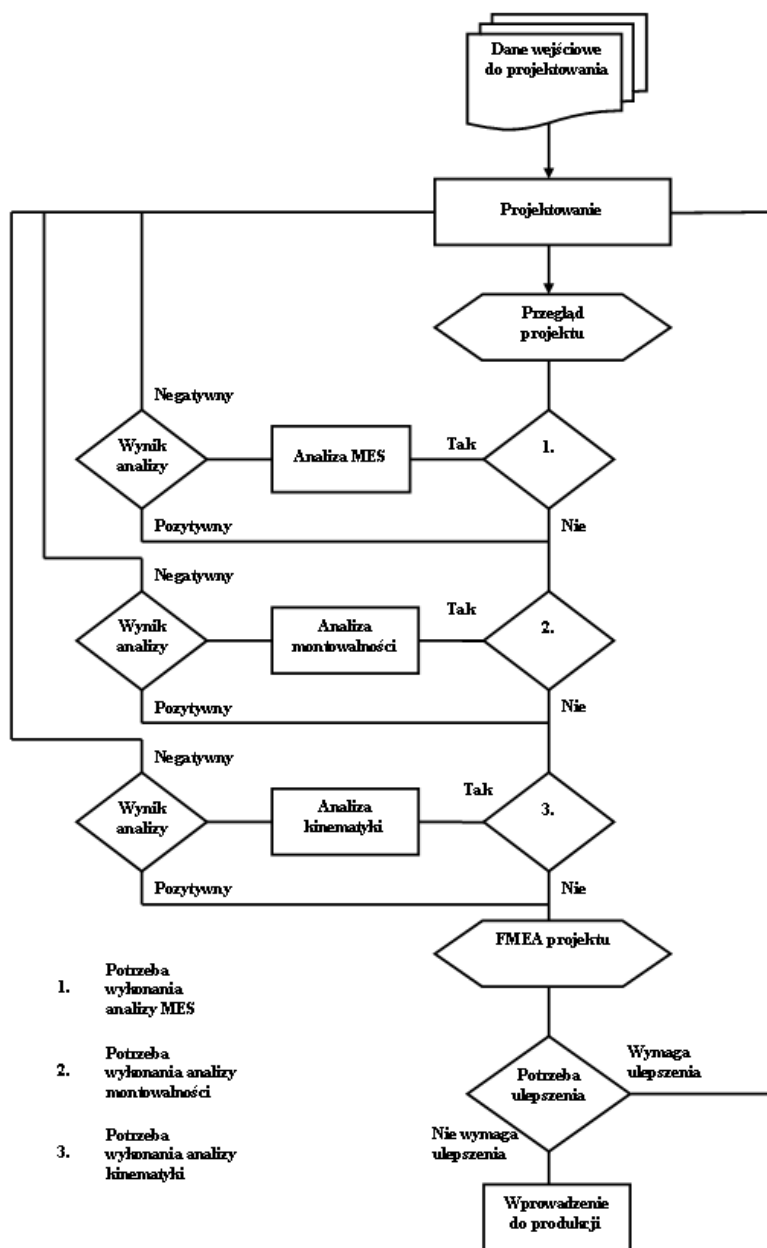 Dane wejściowe
do projektowania
Projektowanie
Przegląd
projektu
Negatywny
Wynik
analizy
Analiza MES
Tak
1.
Pozytywny
Nie
Negatywny
Wynik
analizy
Analiza
montowalności
Tak
2.
Pozytywny
Nie
Negatywny
Wynik
analizy
Analiza
kinematyki
Tak
3.
Pozytywny
Nie
FMEA projektu
1.
Potrzeba
wykonania
analizy MES
2.
Potrzeba
wykonania analizy
montowalności
3.
Potrzeba
wykonania analizy
kinematyki
Potrzeba
ulepszenia
Wymaga
ulepszenia
Nie wymaga
ulepszenia
Wprowadzenie
do produkcji